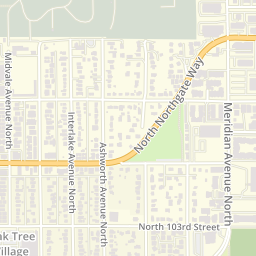 Midvale Avenue North
Interlake Avenue North
Ashworth Avenue North
North Northgate Way
Meridian Avenue North
North 103rd Street
ak Tree
Village